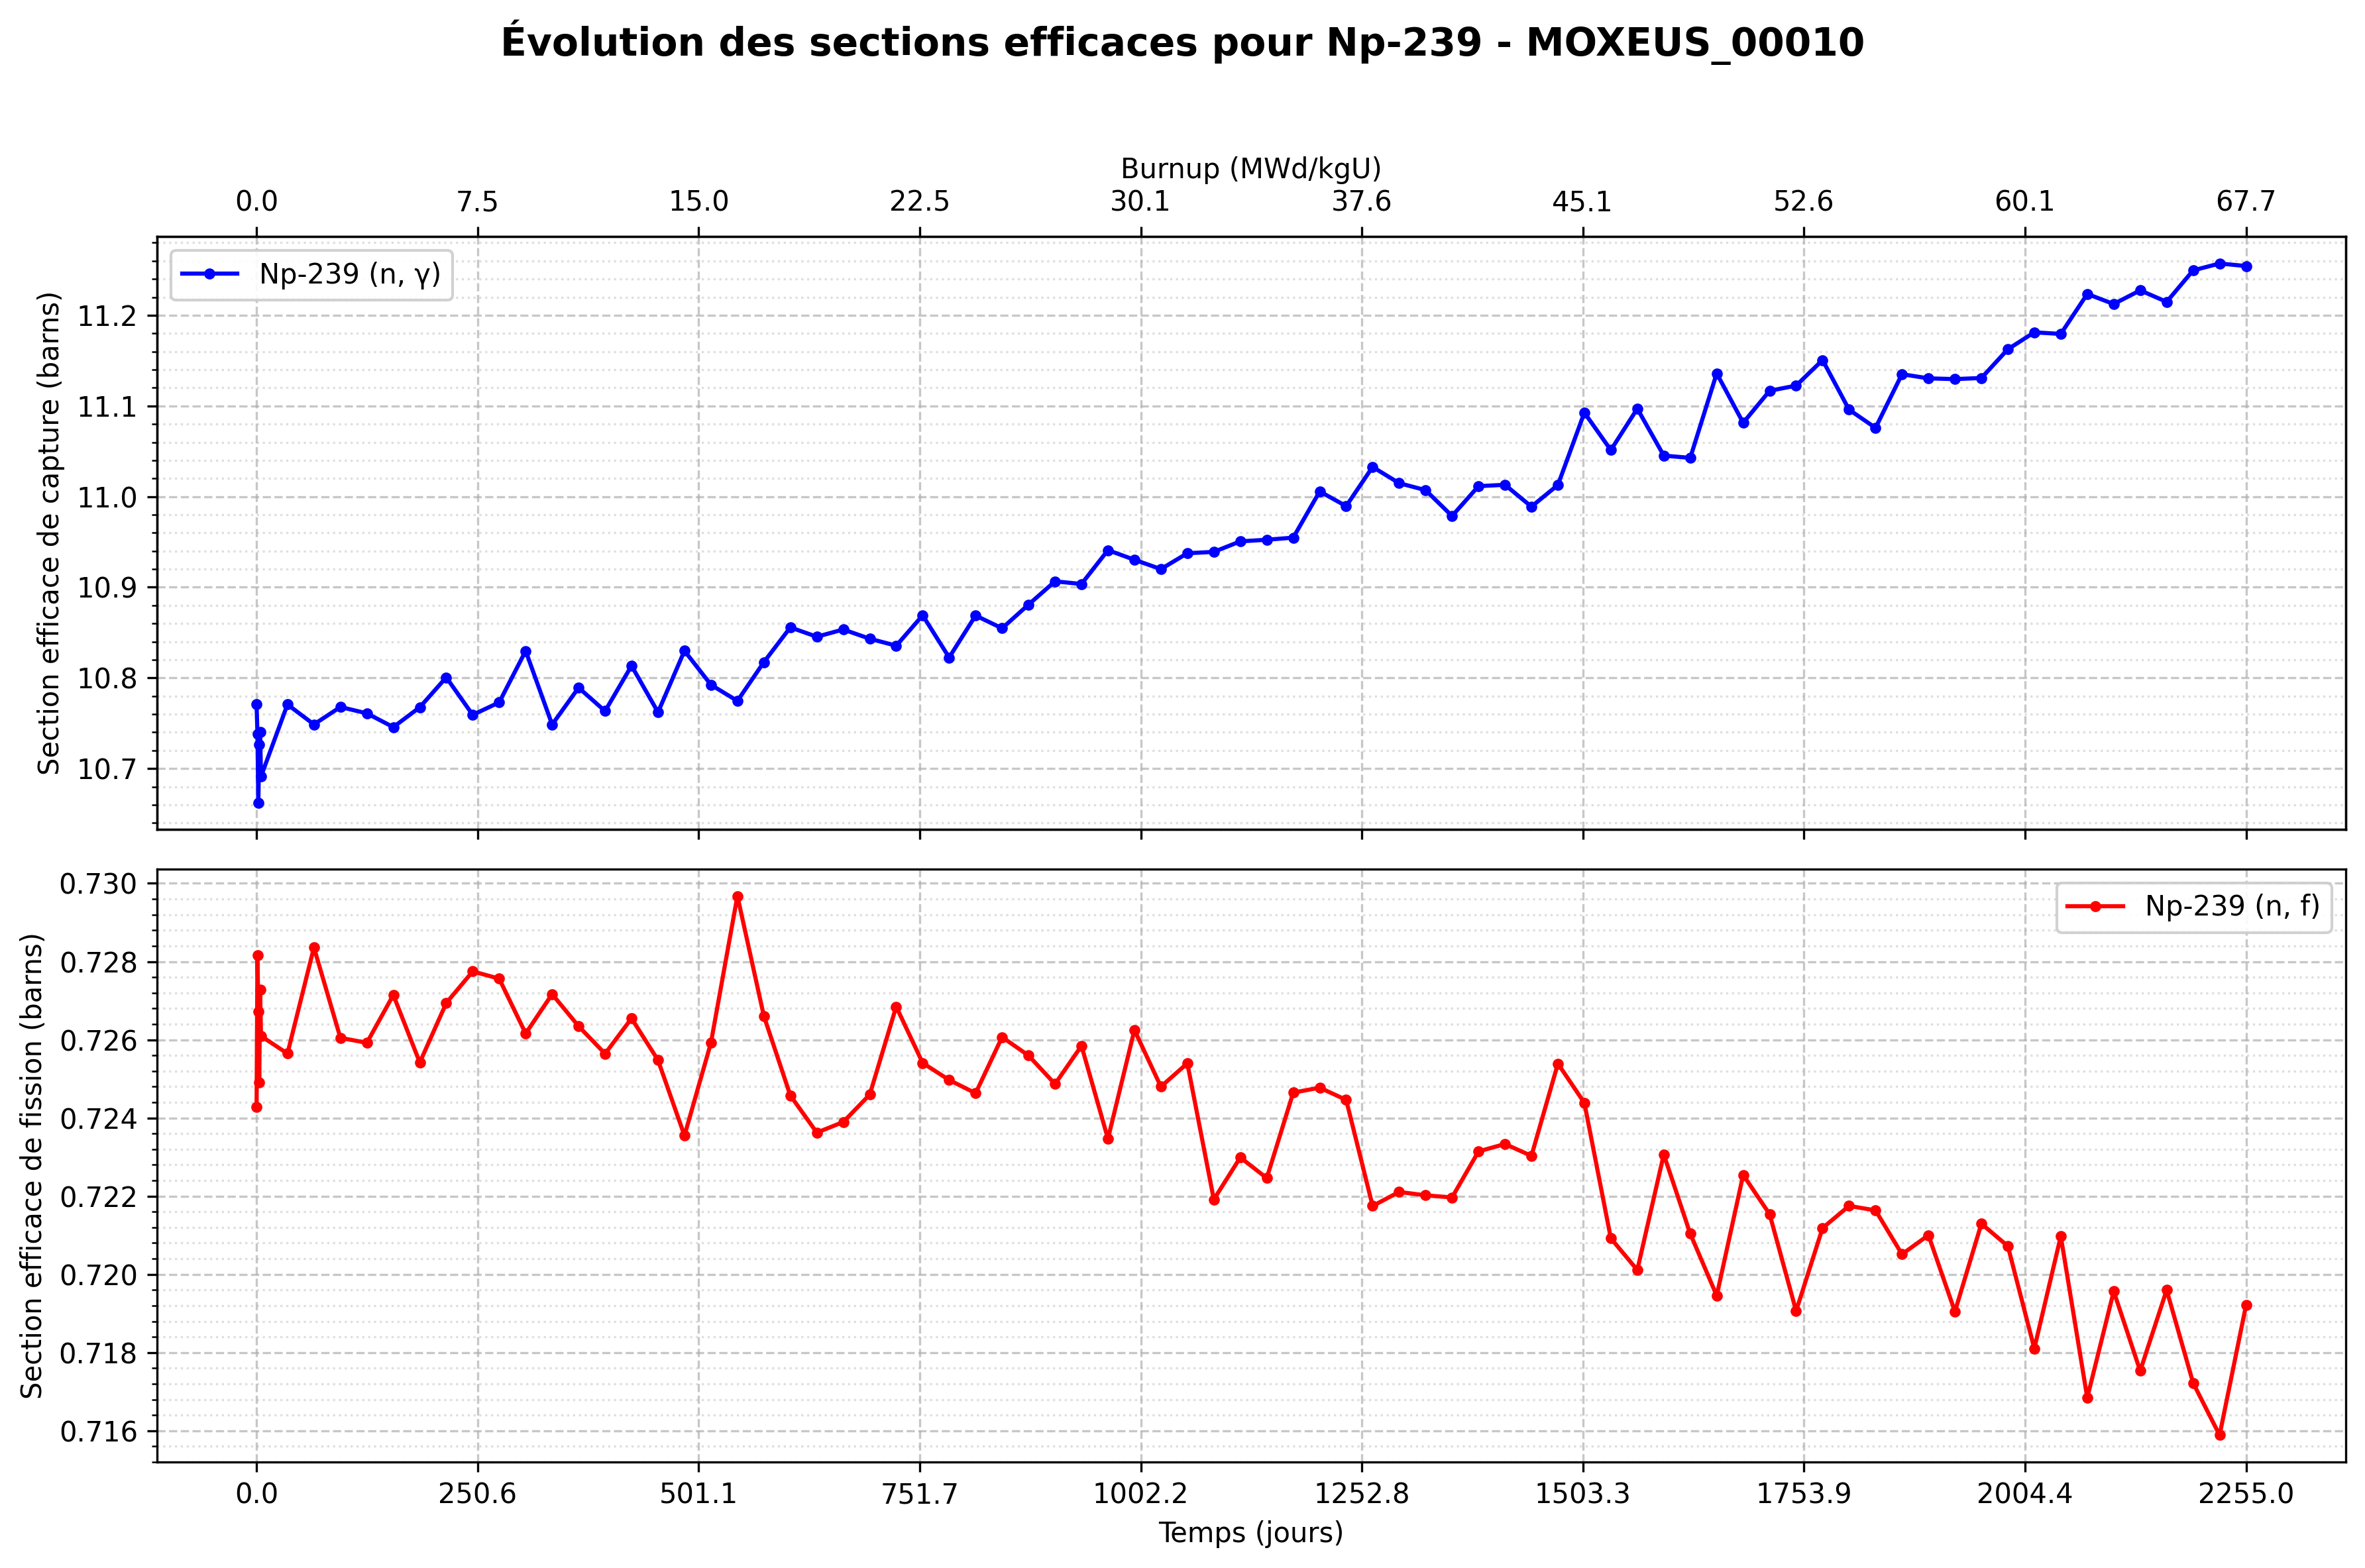 Évolution des sections efficaces pour Np-239 - MOXEUS_00010
Burnup (MWd/kgU)
0.0 7.5 15.0 22.5 30.1 37.6 45.1 52.6 60.1 67.7
Np-239 (n, γ)
Section efficace de capture (barns)
11.2
11.1
11.0
10.9
10.8
10.7
Np-239 (n, f)
Section efficace de fission (barns)
0.730
0.728
0.726
0.724
0.722
0.720
0.718
0.716
0.0 250.6 501.1 751.7 1002.2 1252.8 1503.3 1753.9 2004.4 2255.0
Temps (jours)